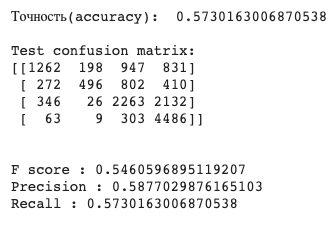 Точность(accuracy):  0.5730163006870538
Test confusion matrix:
[[1262  198  947  831]
 [ 272  496  802  410]
 [ 346   26 2263 2132]
 [  63    9  303 4486]]
F score : 0.5460596895119207
Precision : 0.5877029876165103
Recall : 0.5730163006870538